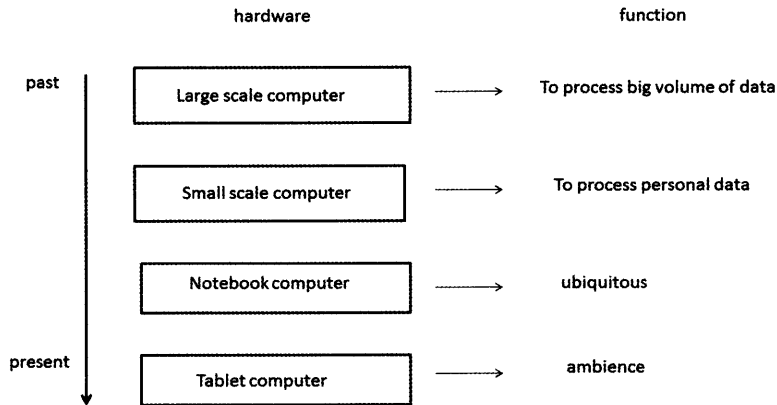 hardware function
past
Large scale computer To process big volume of data
Small scale computer To process personal data
Notebook computer ubiquitous
present
Tablet computer ambience